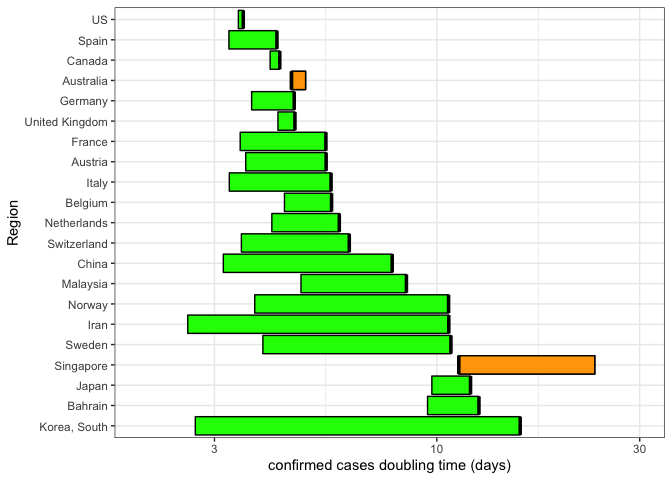 US
Spain
Canada
Australia
Germany
United Kingdom
France
Austria
Italy
Belgium
Netherlands
Switzerland
China
Malaysia
Norway
Iran
Sweden
Singapore
Japan
Bahrain
Korea, South
Region
3 10 30
confirmed cases doubling time (days)